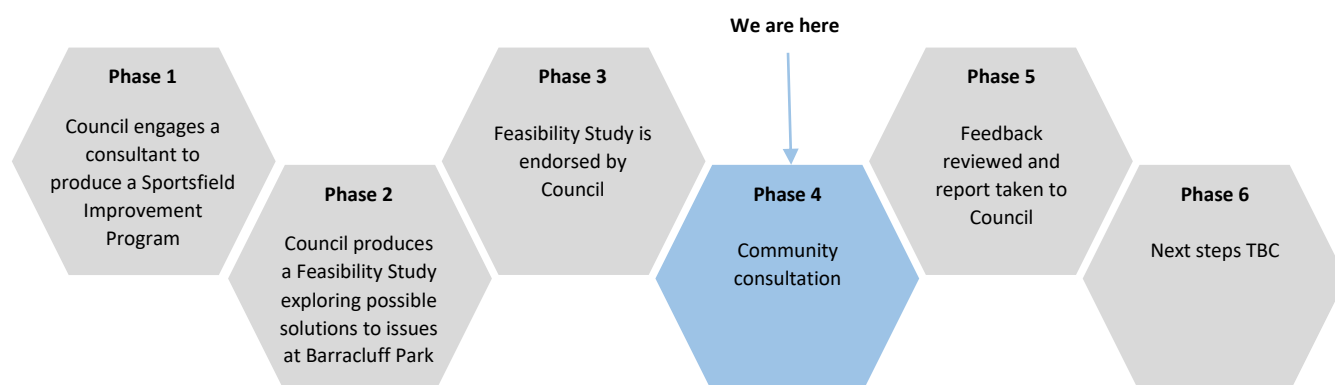 We are here
Phase 1
Council engages a
consultant to
produce a Sportsfield
Improvement
Program
Phase 2
Council produces
a Feasibility Study
exploring possible
solutions to issues
at Barracluff Park
Phase 3
Feasibility Study is
endorsed by
Council
Phase 4
Community
consultation
Phase 5
Feedback
reviewed and
report taken to
Council
Phase 6
Next steps TBC